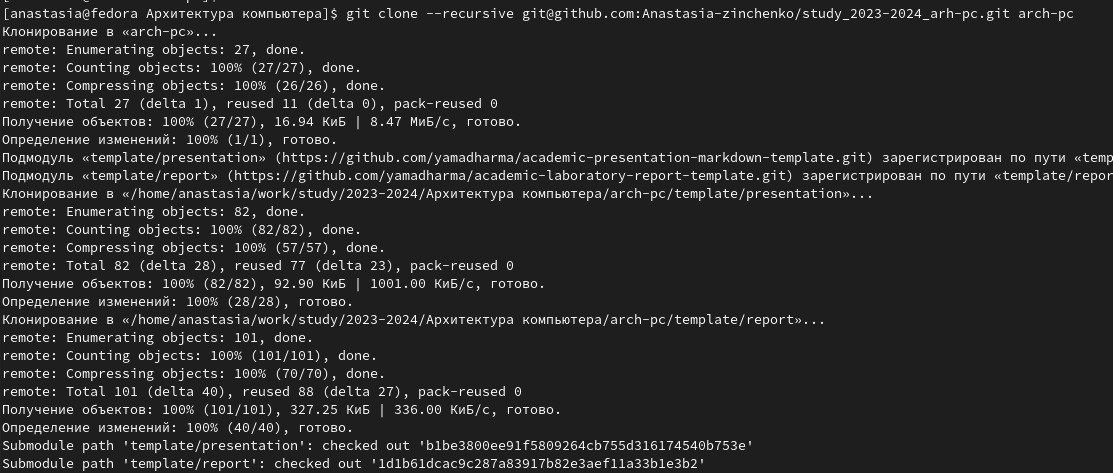 [anastasia@fedora Архитектура компьютера]$ git clone --recursive git@github.com:Anastasia-zinchenko/study_2023-2024_arh-pc.git arch-pc
Клонирование в «arch-pc»...
remote: Enumerating objects: 27, done.
remote: Counting objects: 100% (27/27), done.
remote: Compressing objects: 100% (26/26), done.
remote: Total 27 (delta 1), reused 11 (delta 0), pack-reused 0
Получение объектов: 100% (27/27), 16.94 КиБ | 8.47 МиБ/с, готово.
Определение изменений: 100% (1/1), готово.
Подмодуль «template/presentation» (https://github.com/yamadharma/academic-presentation-markdown-template.git) зарегистрирован по пути «temp
Подмодуль «template/report» (https://github.com/yamadharma/academic-laboratory-report-template.git) зарегистрирован по пути «template/repor
Клонирование в «/home/anastasia/work/study/2023-2024/Архитектура компьютера/arch-pc/template/presentation»...
remote: Enumerating objects: 82, done.
remote: Counting objects: 100% (82/82), done.
remote: Compressing objects: 100% (57/57), done.
remote: Total 82 (delta 28), reused 77 (delta 23), pack-reused 0
Получение объектов: 100% (82/82), 92.90 КиБ | 1001.00 КиБ/с, готово.
Определение изменений: 100% (28/28), готово.
Клонирование в «/home/anastasia/work/study/2023-2024/Архитектура компьютера/arch-pc/template/report»...
remote: Enumerating objects: 101, done.
remote: Counting objects: 100% (101/101), done.
remote: Compressing objects: 100% (70/70), done.
remote: Total 101 (delta 40), reused 88 (delta 27), pack-reused 0
Получение объектов: 100% (101/101), 327.25 КиБ | 336.00 КиБ/с, готово.
Определение изменений: 100% (40/40), готово.
Submodule path 'template/presentation': checked out 'b1be3800ee91f5809264cb755d316174540b753e'
Submodule path 'template/report': checked out '1d1b61dcac9c287a83917b82e3aef11a33b1e3b2'